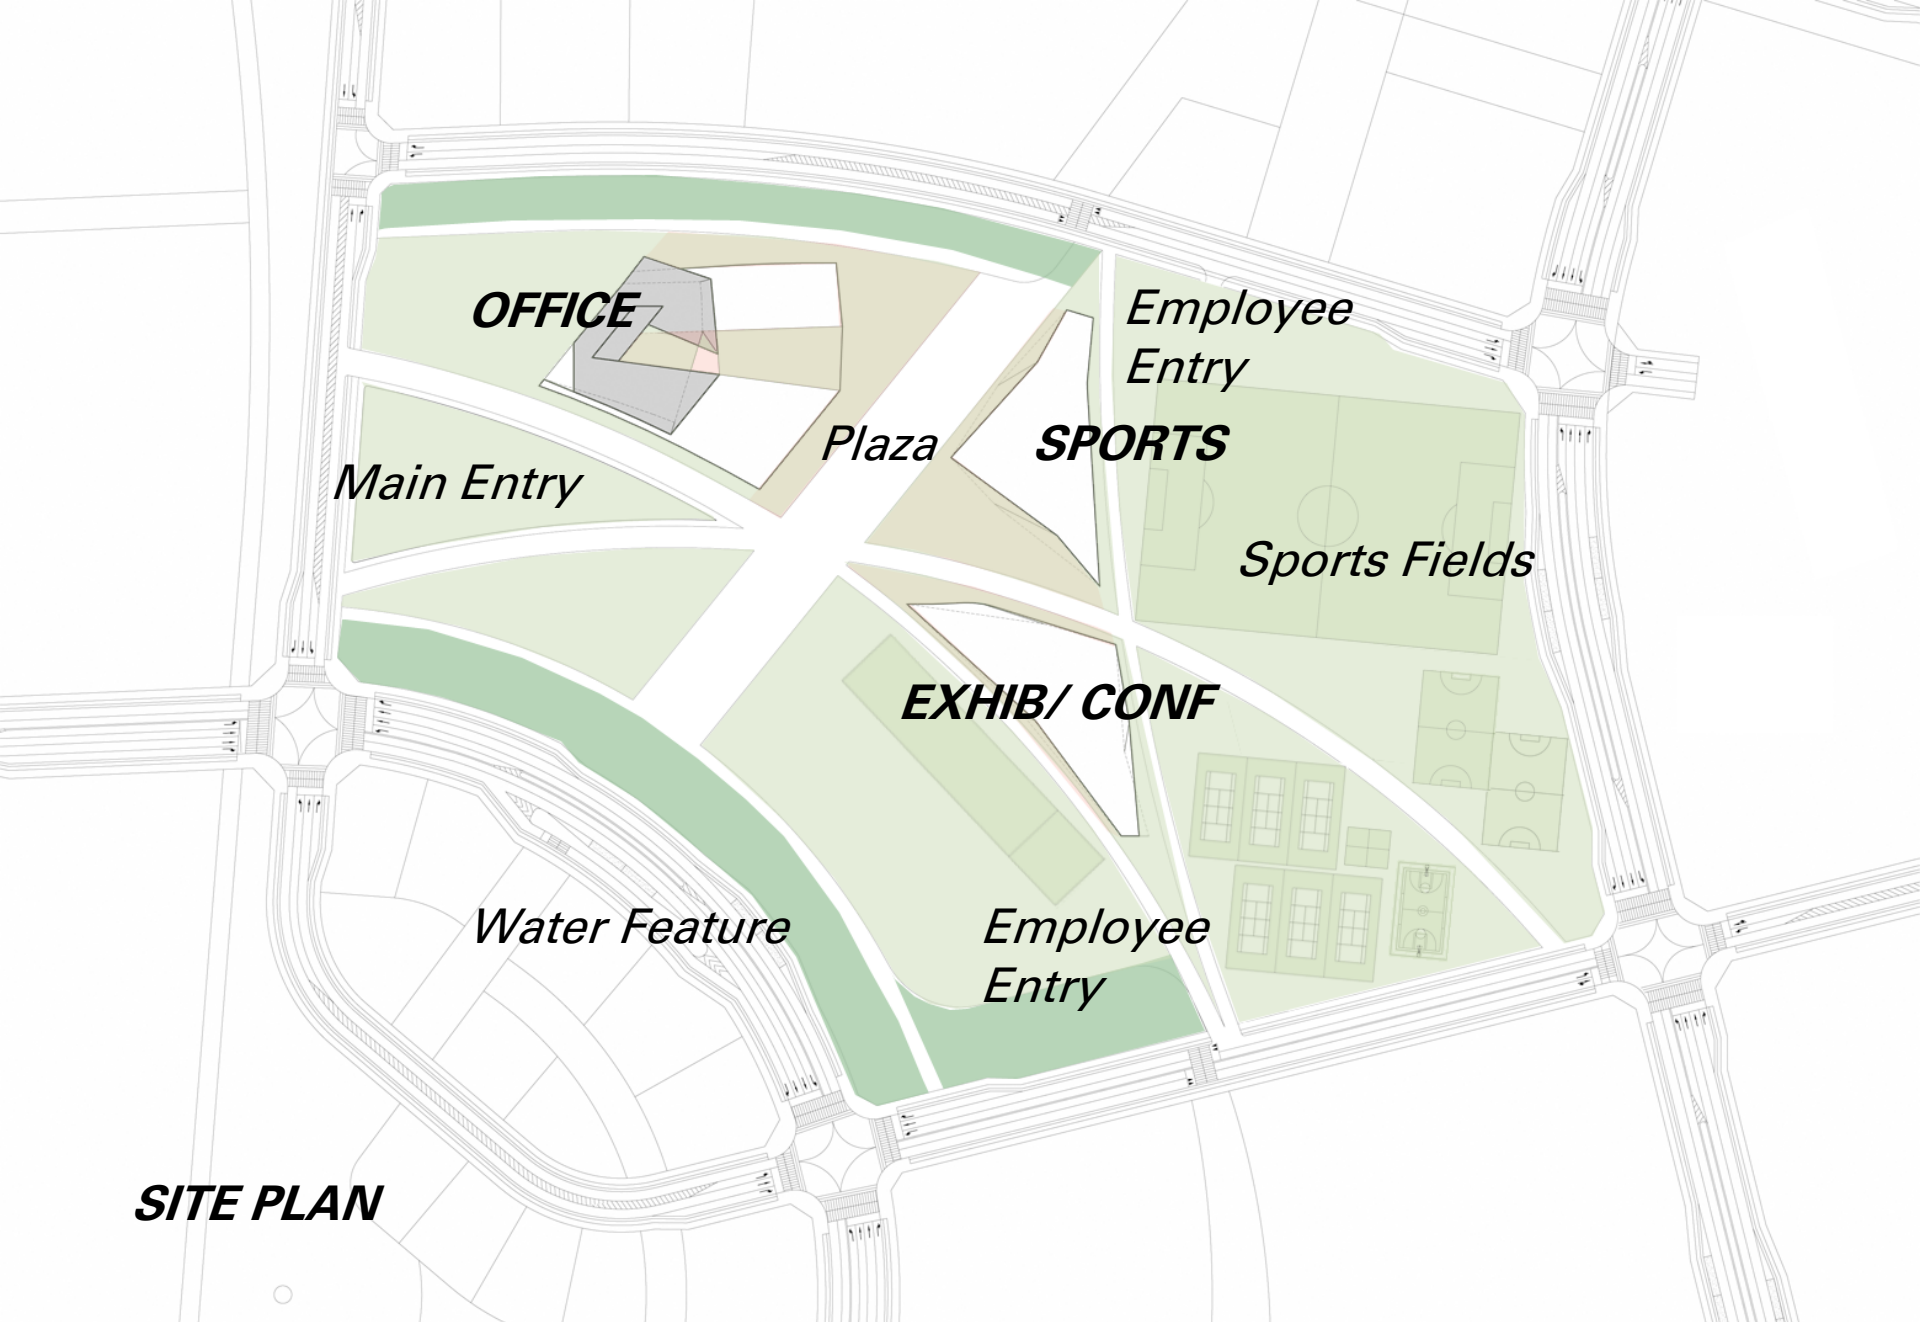 OFFICE
Employee
Entry
Plaza
SPORTS
Main Entry
Sports Fields
EXHIB/ CONF
Water Feature
Employee
Entry
SITE PLAN